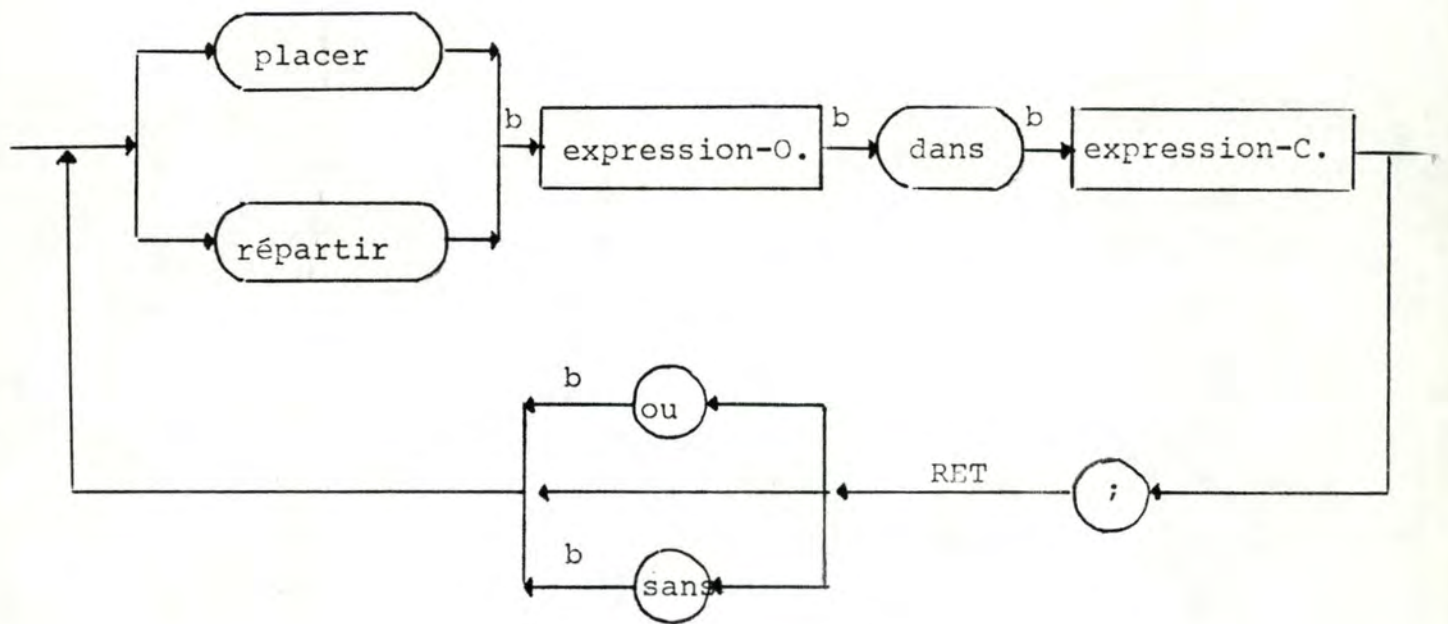 placer
b expression-O. b dans b expression-C.
répartir
b ou
RET ;
b sans